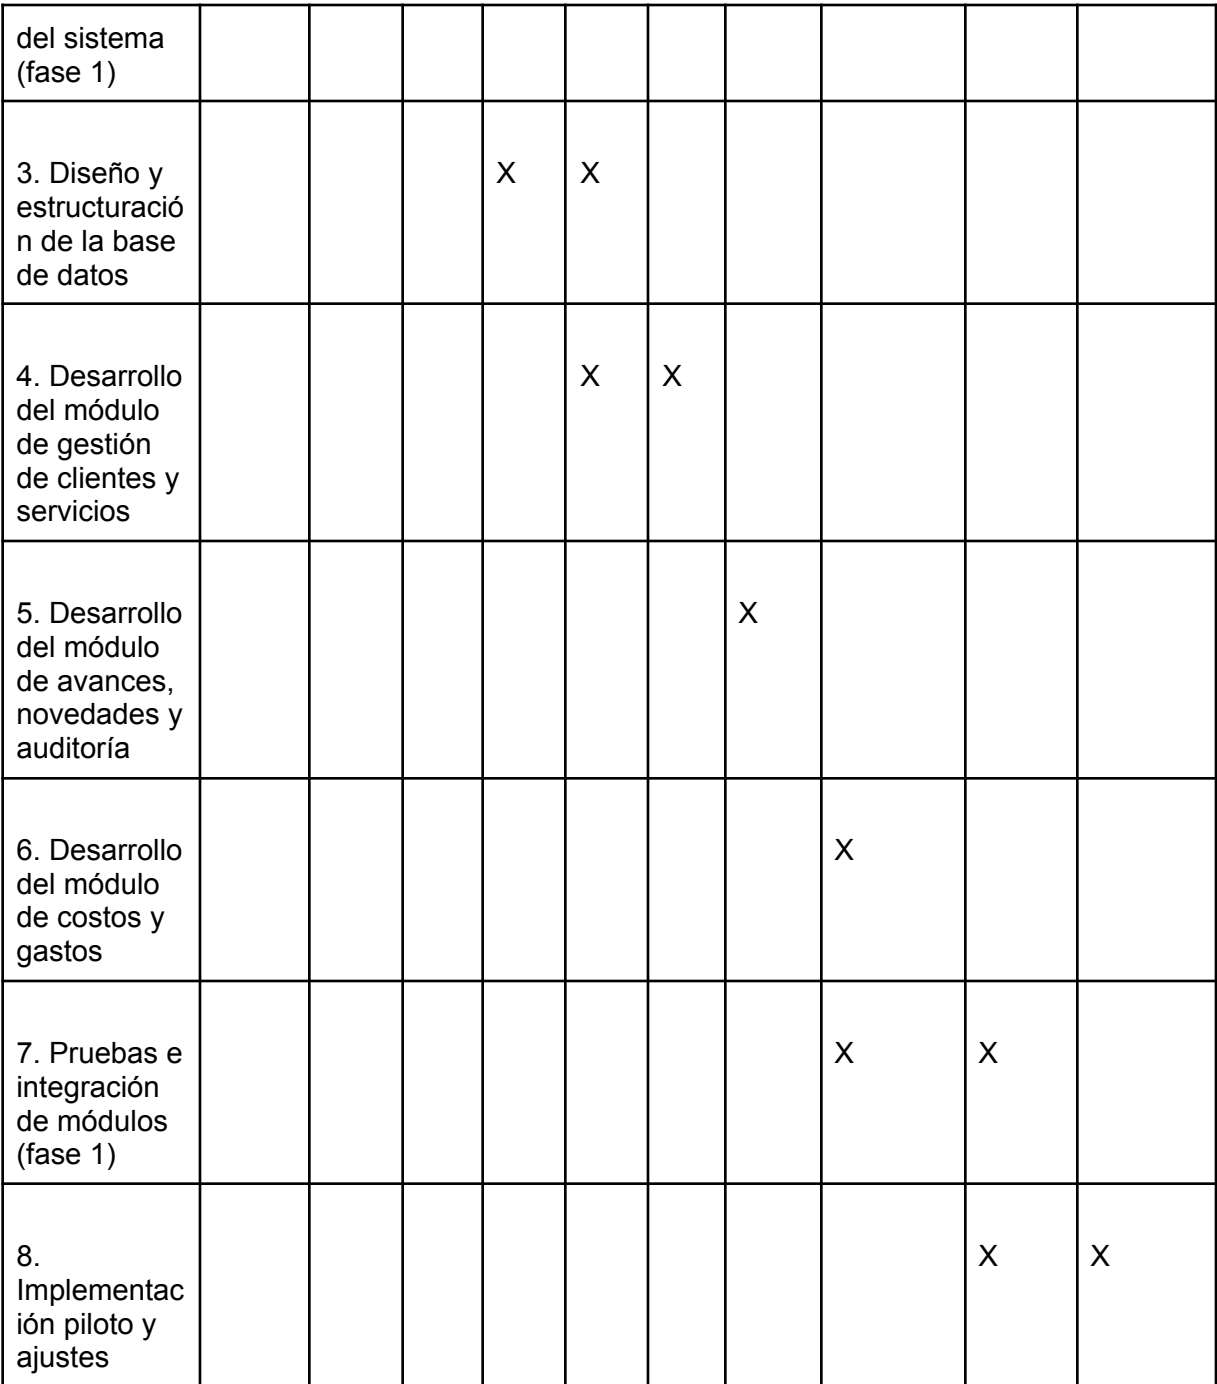 del sistema
(fase 1)
3. Diseño y X X
estructuració
n de la base
de datos
4. Desarrollo X X
del módulo
de gestión
de clientes y
servicios
5. Desarrollo X
del módulo
de avances,
novedades y
auditoría
6. Desarrollo X
del módulo
de costos y
gastos
7. Pruebas e X X
integración
de módulos
(fase 1)
8. X X
Implementac
ión piloto y
ajustes